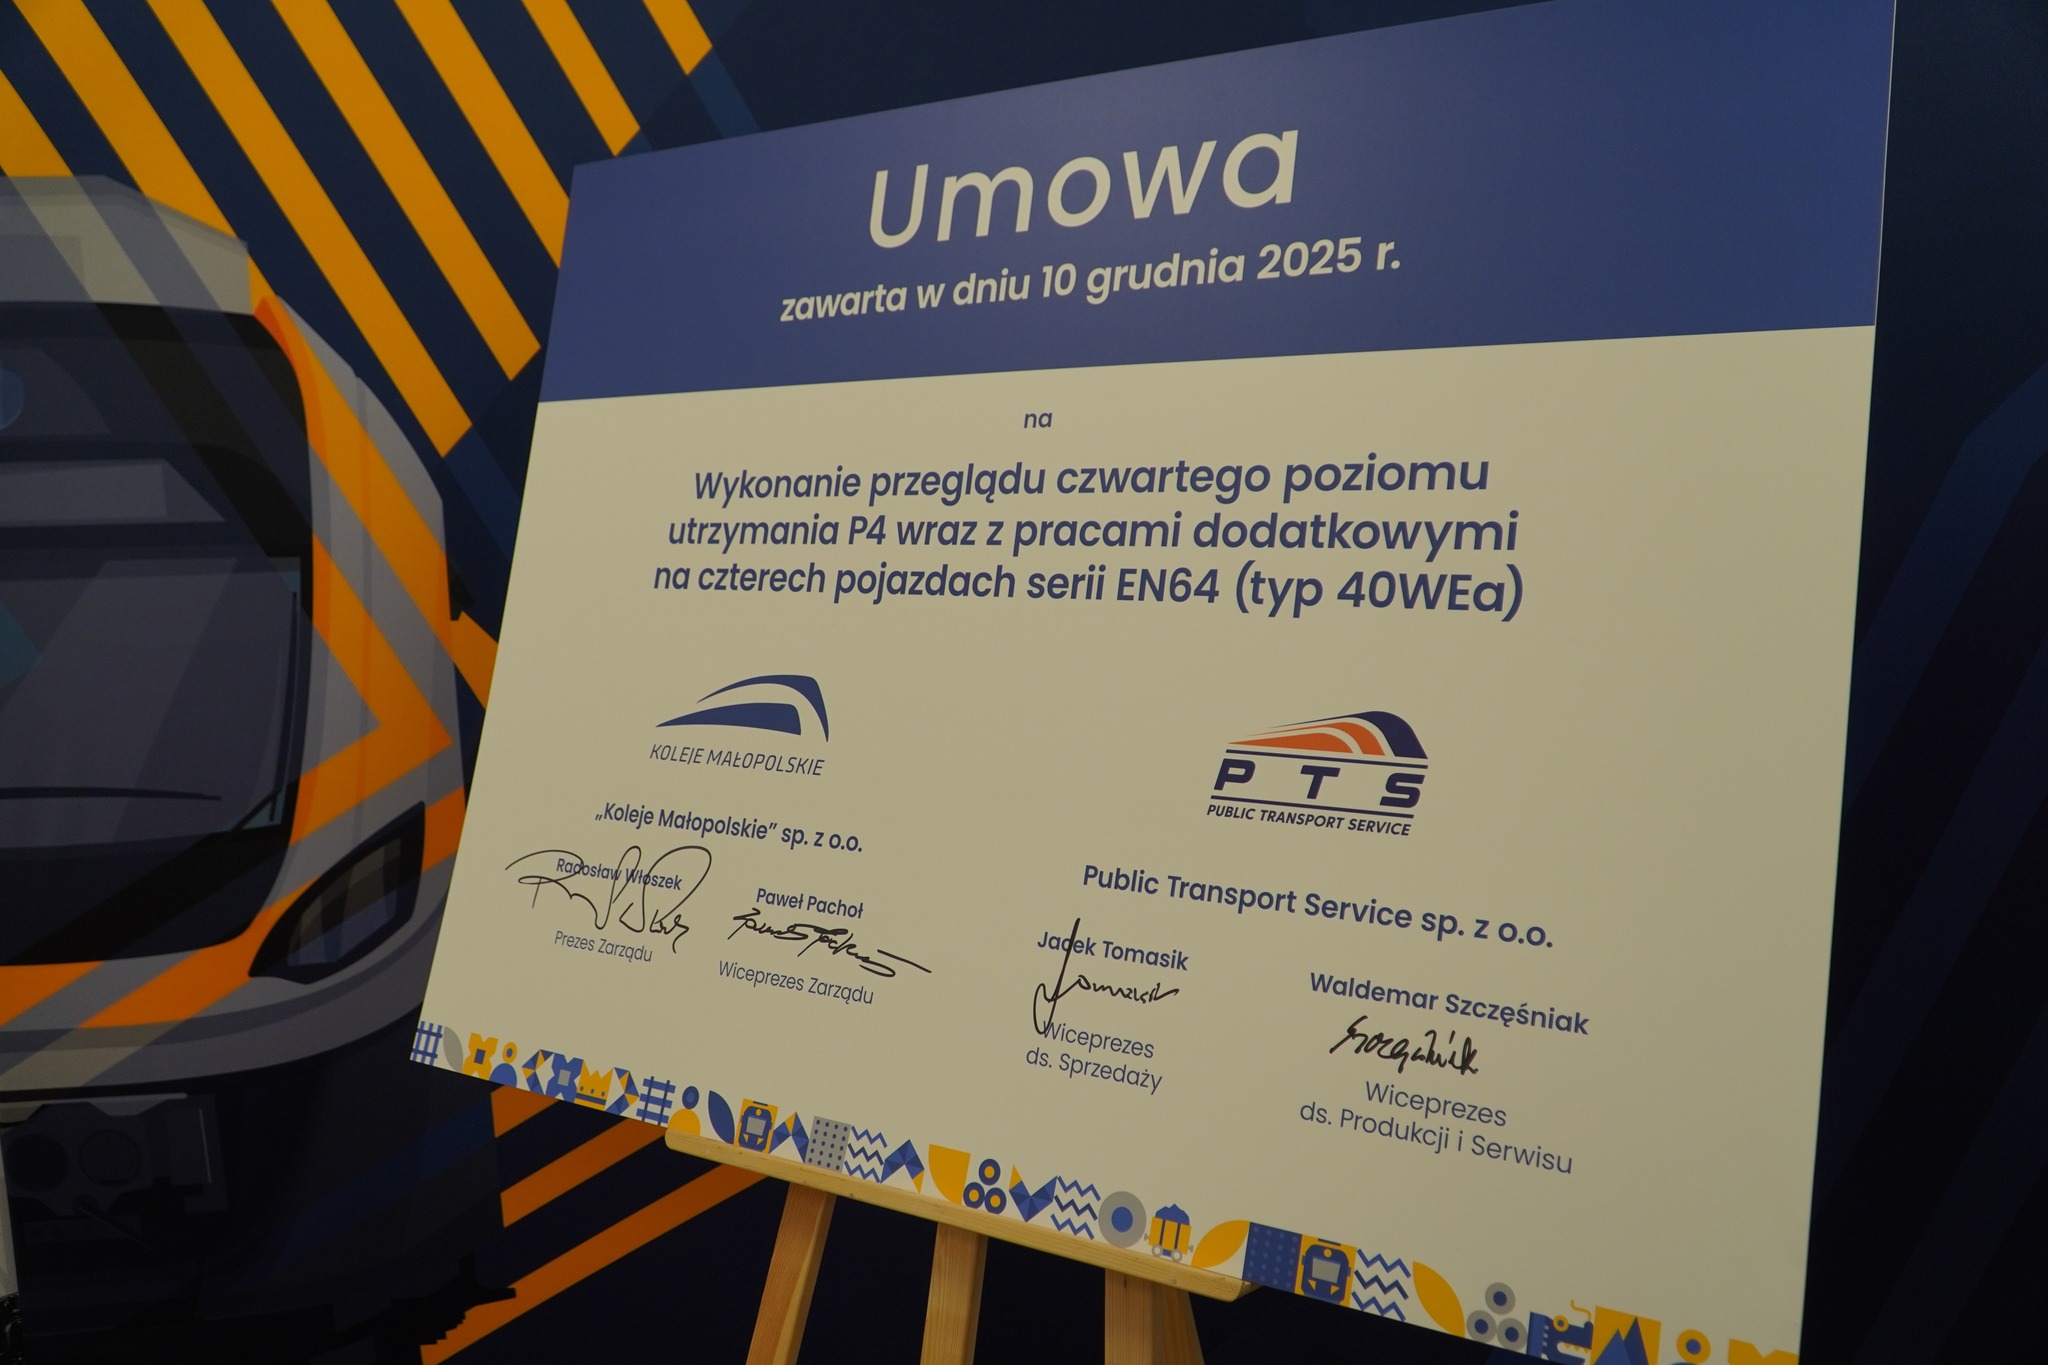 Umowa
zawarta w dniu 10 grudnia 2025 r.
na
Wykonanie przeglądu czwartego poziomu
utrzymania P4 wraz z pracami dodatkowymi
na czterech pojazdach serii EN64 (typ 40WEa)
KOLEJE MAŁOPOLSKIE
„Koleje Małopolskie” sp. z o.o.
Radosław Włoszek
Prezes Zarządu
Paweł Pachoł
Wiceprezes Zarządu
PTS
PUBLIC TRANSPORT SERVICE
Public Transport Service sp. z o.o.
Jacek Tomasik
Wiceprezes
ds. Sprzedaży
Waldemar Szczęśniak
Wiceprezes
ds. Produkcji i Serwisu